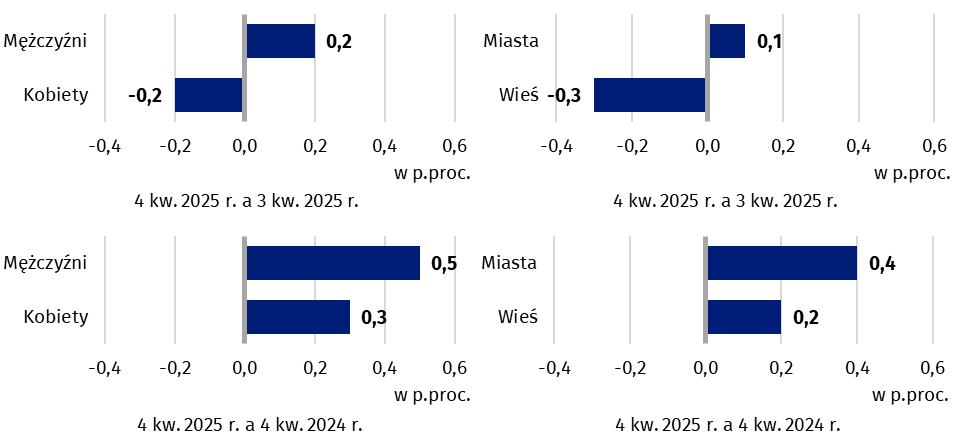 Mężczyźni 0,2
Kobiety -0,2
-0,4 -0,2 0,0 0,2 0,4 0,6
w p.proc.
4 kw. 2025 r. a 3 kw. 2025 r.
Miasta 0,1
Wieś -0,3
-0,4 -0,2 0,0 0,2 0,4 0,6
w p.proc.
4 kw. 2025 r. a 3 kw. 2025 r.
Mężczyźni 0,5
Kobiety 0,3
-0,4 -0,2 0,0 0,2 0,4 0,6
w p.proc.
4 kw. 2025 r. a 4 kw. 2024 r.
Miasta 0,4
Wieś 0,2
-0,4 -0,2 0,0 0,2 0,4 0,6
w p.proc.
4 kw. 2025 r. a 4 kw. 2024 r.